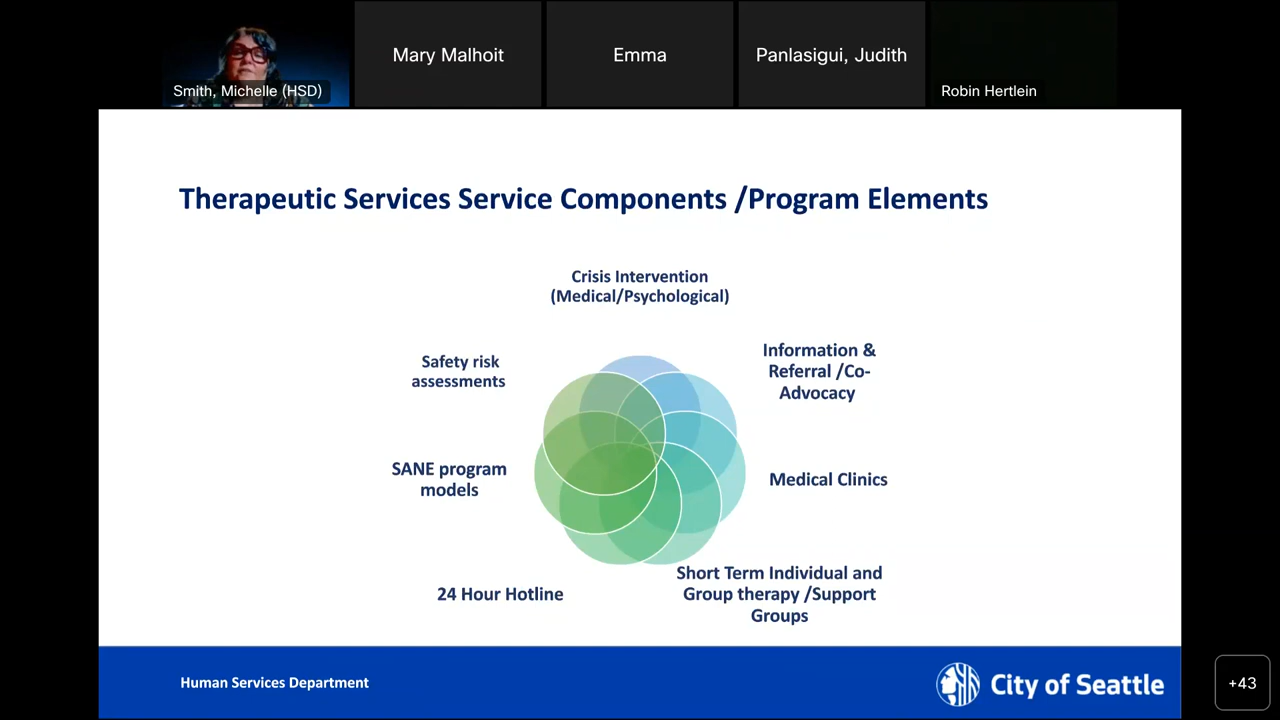 Smith, Michelle (HSD)
Mary Malhoit
Emma
Panlasigui, Judith
Robin Hertlein
Therapeutic Services Service Components /Program Elements
Crisis Intervention
(Medical/Psychological)
Information &
Referral /Co-
Advocacy
Medical Clinics
Short Term Individual and
Group therapy /Support
Groups
24 Hour Hotline
SANE program
models
Safety risk
assessments
Human Services Department
City of Seattle
+43